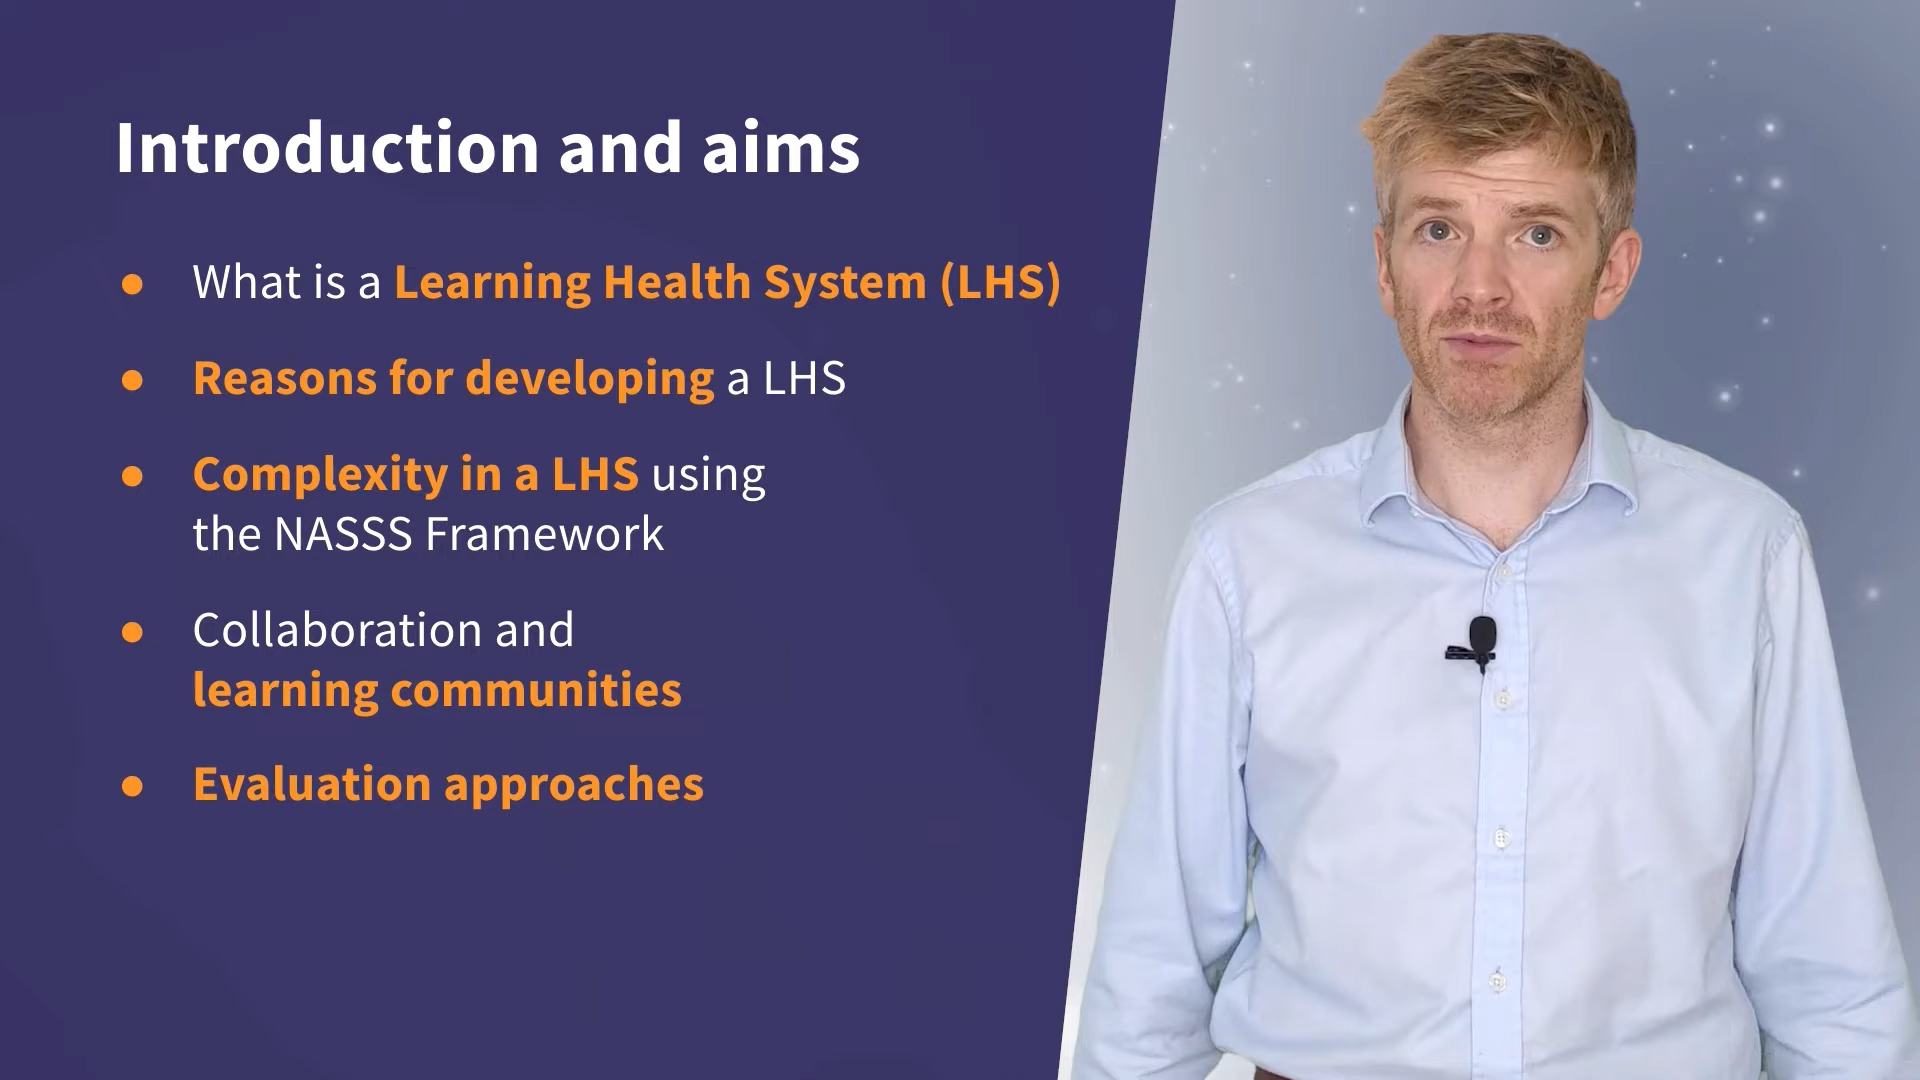 Introduction and aims
● What is a Learning Health System (LHS)
● Reasons for developing a LHS
● Complexity in a LHS using
the NASSS Framework
● Collaboration and
learning communities
● Evaluation approaches